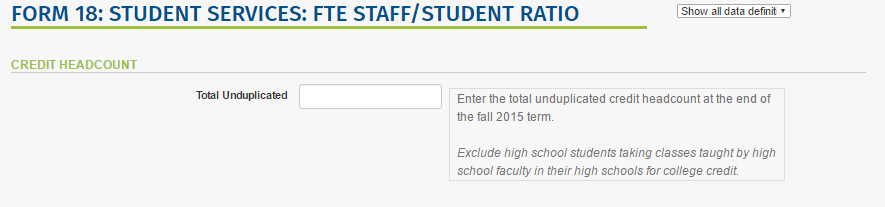 FORM 18: STUDENT SERVICES: FTE STAFF/STUDENT RATIO
Show all data definit
CREDIT HEADCOUNT
Total Unduplicated
Enter the total unduplicated credit headcount at the end of
the fall 2015 term.
Exclude high school students taking classes taught by high
school faculty in their high schools for college credit.